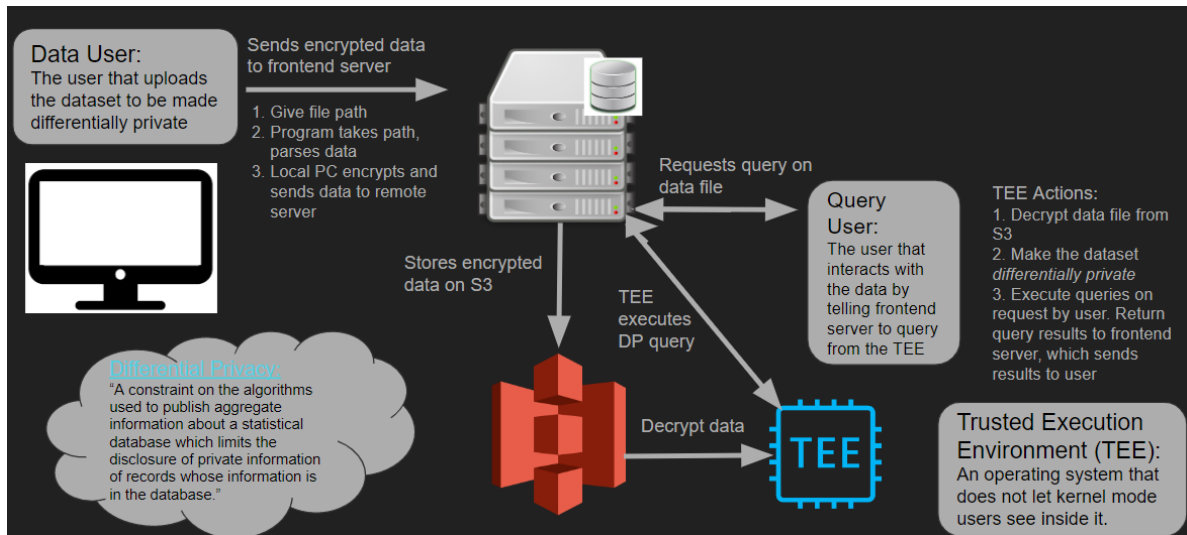 Data User:
The user that uploads
the dataset to be made
differentially private
Sends encrypted data
to frontend server
1. Give file path
2. Program takes path,
parses data
3. Local PC encrypts and
sends data to remote
server
Requests query on
data file
Query
User:
The user that
interacts with
the data by
telling frontend
server to query
from the TEE
TEE Actions:
1. Decrypt data file from
S3
2. Make the dataset
differentially private
3. Execute queries on
request by user. Return
query results to frontend
server, which sends
results to user
Stores encrypted
data on S3
TEE
executes
DP query
Differential Privacy:
“A constraint on the algorithms
used to publish aggregate
information about a statistical
database which limits the
disclosure of private information
of records whose information is
in the database.”
Decrypt data
TEE
Trusted Execution
Environment (TEE):
An operating system that
does not let kernel mode
users see inside it.